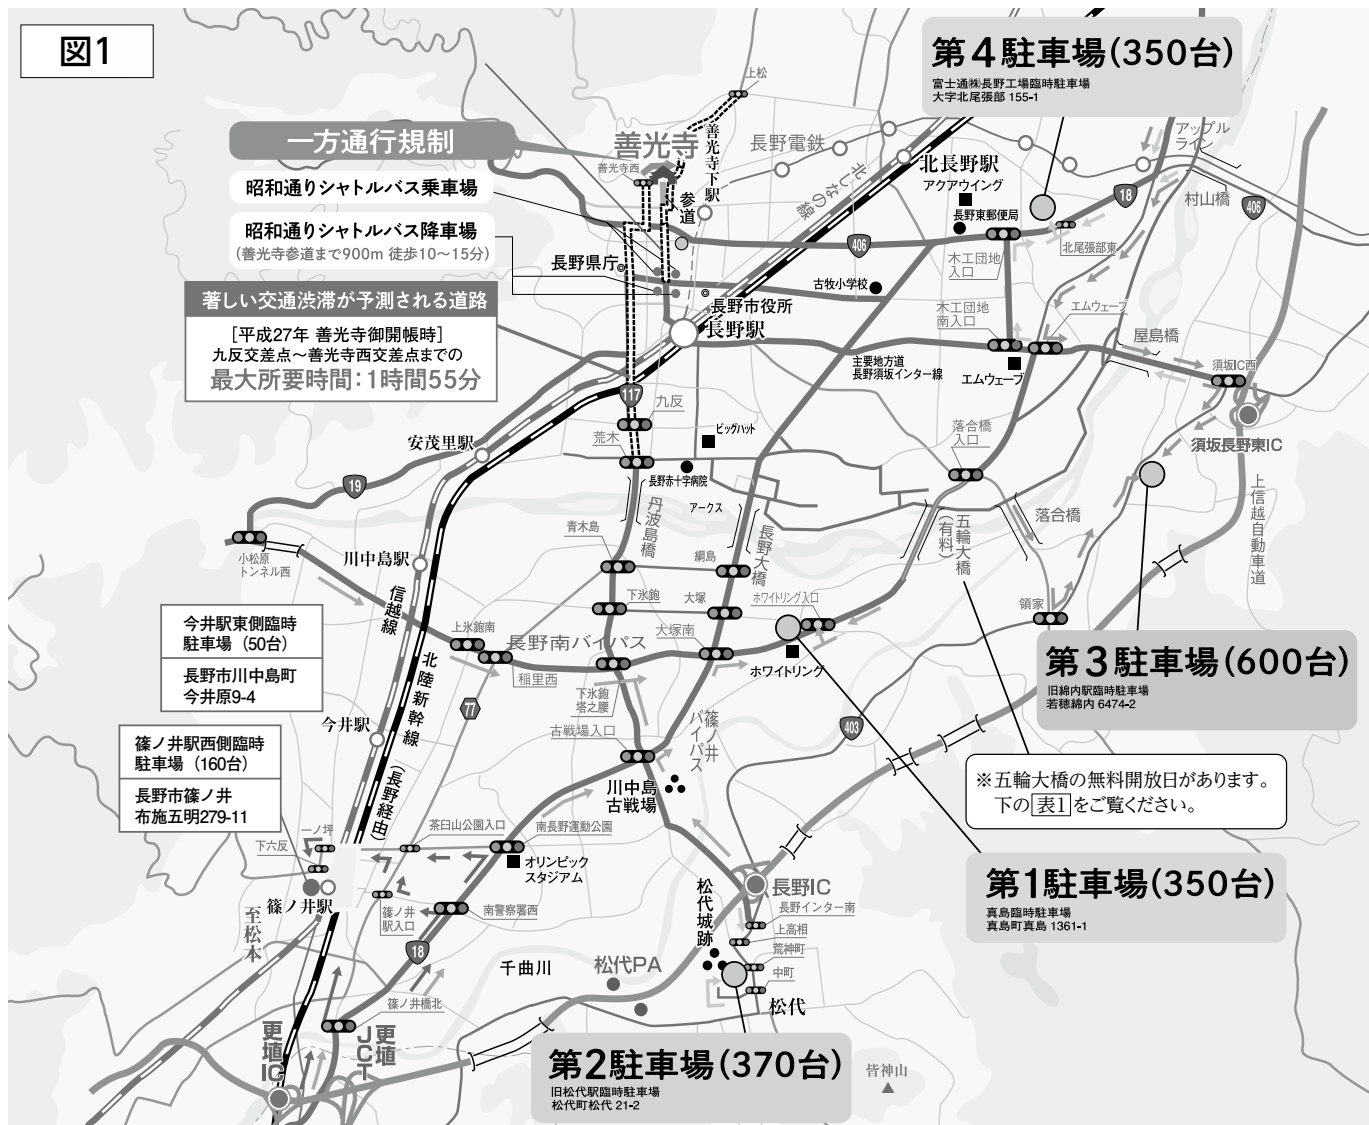 図1
第4駐車場(350台)
富士通㈱長野工場臨時駐車場
大字北尾張部 155-1
一方通行規制
昭和通りシャトルバス乗車場
昭和通りシャトルバス降車場
(善光寺参道まで900m 徒歩10〜15分)
著しい交通渋滞が予測される道路
[平成27年 善光寺御開帳時]
九反交差点〜善光寺西交差点までの
最大所要時間:1時間55分
上松
善光寺
善光寺西
善光寺下駅
参道
長野電鉄
北しなの線
北長野駅
アクアウイング
長野東郵便局
アップル
ライン
18
村山橋
406
406
北尾張部東
木工団地
入口
長野県庁
古牧小学校
長野市役所
長野駅
木工団地
南入口
エムウェーブ
屋島橋
主要地方道
長野須坂インター線
エムウェーブ
須坂IC西
須坂長野東IC
117
九反
荒木
ビッグハット
長野赤十字病院
アークス
落合橋
入口
安茂里駅
19
小松原
トンネル西
川中島駅
信越線
青木島
丹波島橋
綱島
長野大橋
五輪大橋
(有料)
落合橋
上信越自動車道
下氷鉋
大塚
ホワイトリング入口
領家
上氷鉋南
長野南バイパス
大塚南
ホワイトリング
稲里西
下氷鉋
塔之腰
篠ノ井
バイパス
北陸新幹線
(長野経由)
77
今井駅東側臨時
駐車場(50台)
長野市川中島町
今井原9-4
今井駅
篠ノ井駅西側臨時
駐車場(160台)
長野市篠ノ井
布施五明279-11
第3駐車場(600台)
旧綿内駅臨時駐車場
若穂綿内 6474-2
403
古戦場入口
川中島
古戦場
※五輪大橋の無料開放日があります。
下の表1をご覧ください。
一ノ坪
下六反
茶臼山公園入口
南長野運動公園
オリンピック
スタジアム
篠ノ井駅
篠ノ井
駅入口
南警察署西
至松本
18
篠ノ井橋北
第1駐車場(350台)
真島臨時駐車場
真島町真島 1361-1
長野IC
長野インター南
上高相
荒神町
中町
松代城跡
松代
千曲川
松代PA
更埴IC
更埴
JCT
第2駐車場(370台)
旧松代駅臨時駐車場
松代町松代 21-2
皆神山